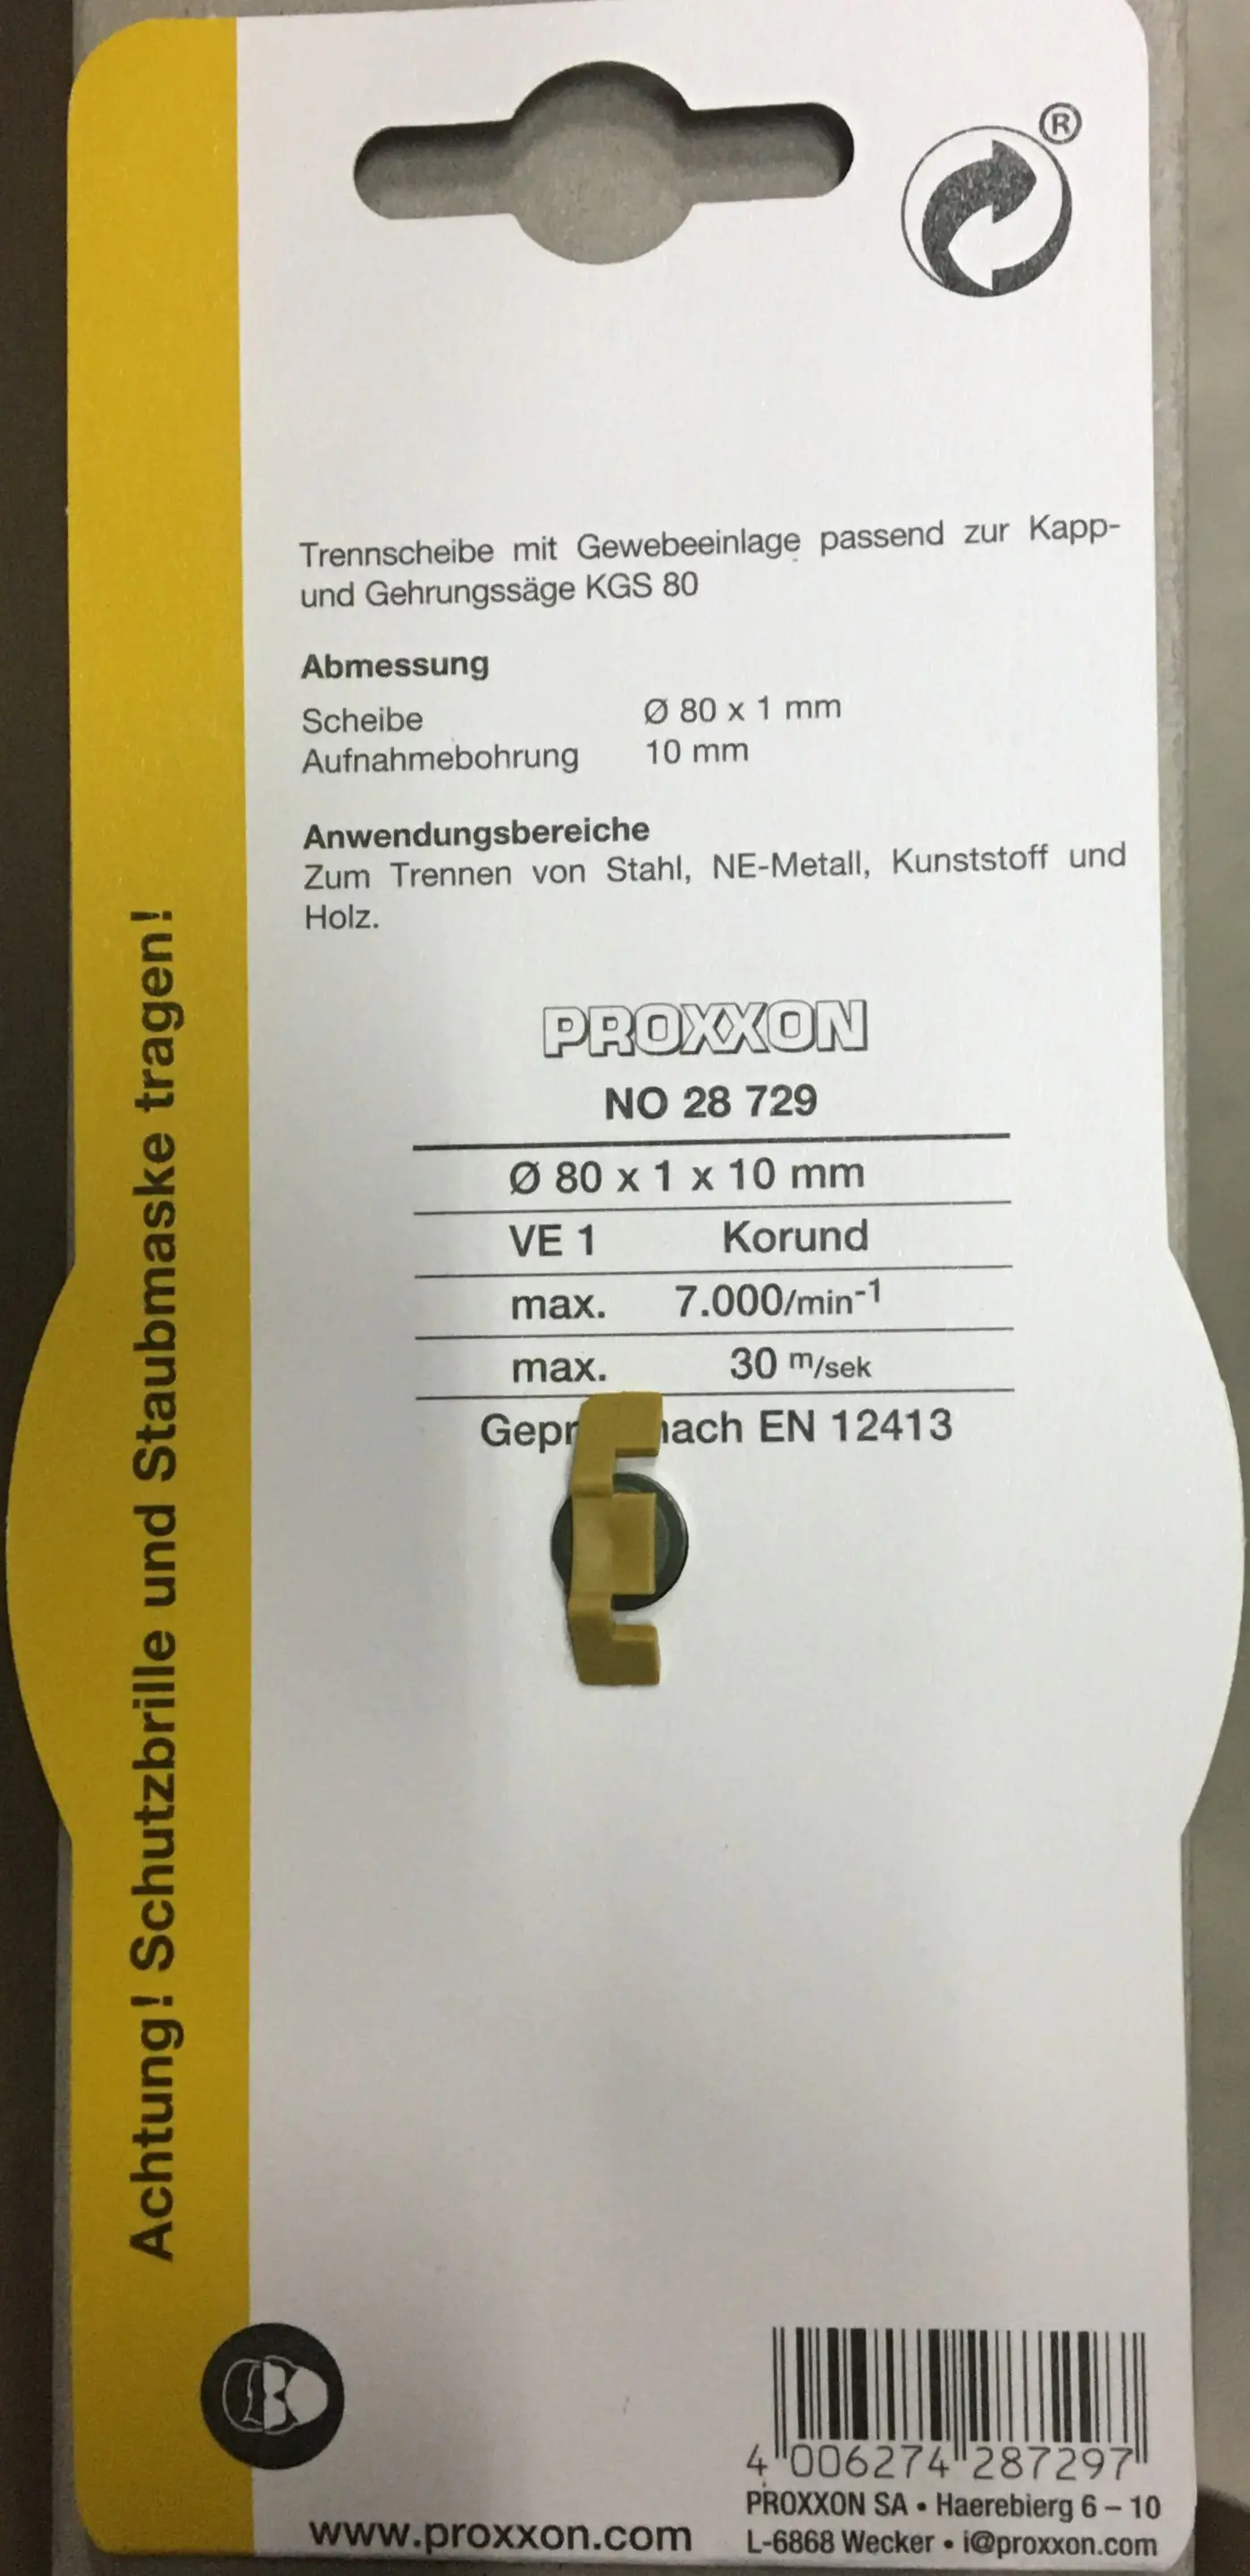 ®
Trennscheibe mit Gewebeeinlage passend zur Kapp-
und Gehrungssäge KGS 80
Abmessung
Scheibe Ø 80 x 1 mm
Aufnahmebohrung 10 mm
Anwendungsbereiche
Zum Trennen von Stahl, NE-Metall, Kunststoff und
Holz.
PROXXON
NO 28 729
Ø 80 x 1 x 10 mm
VE 1 Korund
max. 7.000/min-1
max. 30 m/sek
EN 12413
Achtung! Schutzbrille und Staubmaske tragen!
4 006274 287297
PROXXON SA • Haerebierg 6 – 10
www.proxxon.com L-6868 Wecker • i@proxxon.com